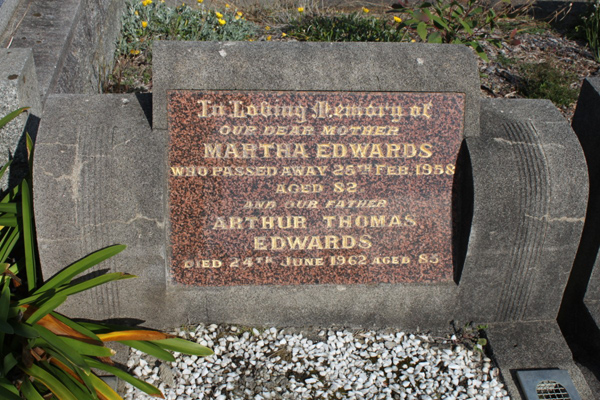 In Loving Memory of
OUR DEAR MOTHER
MARTHA EDWARDS
WHO PASSED AWAY 25TH FEB. 1958
AGED 82
AND OUR FATHER
ARTHUR THOMAS
EDWARDS
DIED 24TH JUNE 1962 AGED 85